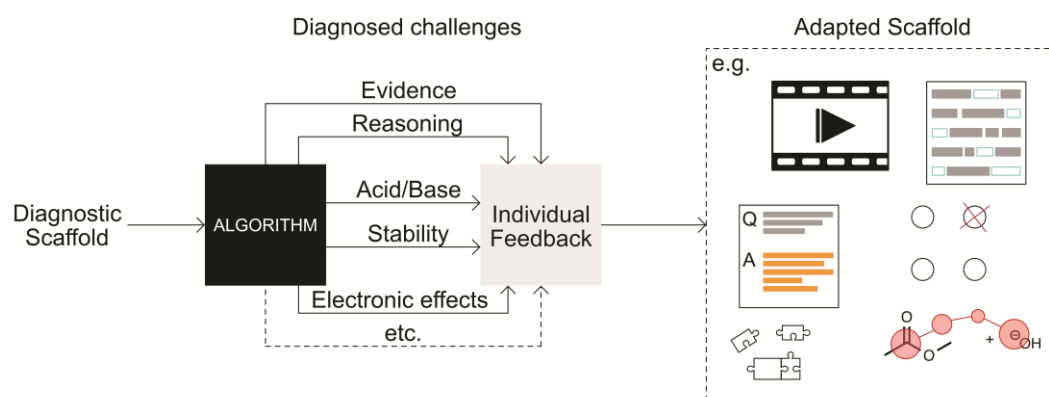 Diagnosed challenges
Adapted Scaffold
e.g.
Evidence
Reasoning
Acid/Base
Stability
Electronic effects
etc.
Diagnostic
Scaffold
ALGORITHM
Individual
Feedback
Q
A
O
O
+
⊖
OH